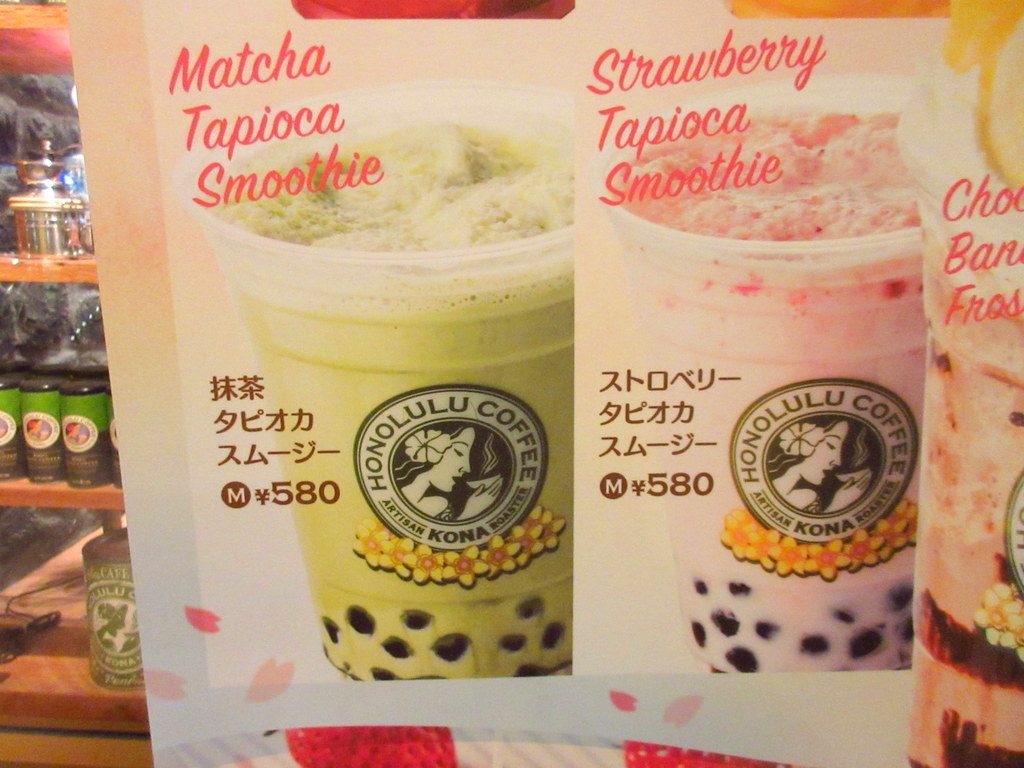 Matcha
Tapioca
Smoothie
抹茶
タピオカ
スムージー
M ¥580
HONOLULU COFFEE
ARTISAN KONA ROASTER
Strawberry
Tapioca
Smoothie
ストロベリー
タピオカ
スムージー
M ¥580
HONOLULU COFFEE
ARTISAN KONA ROASTER